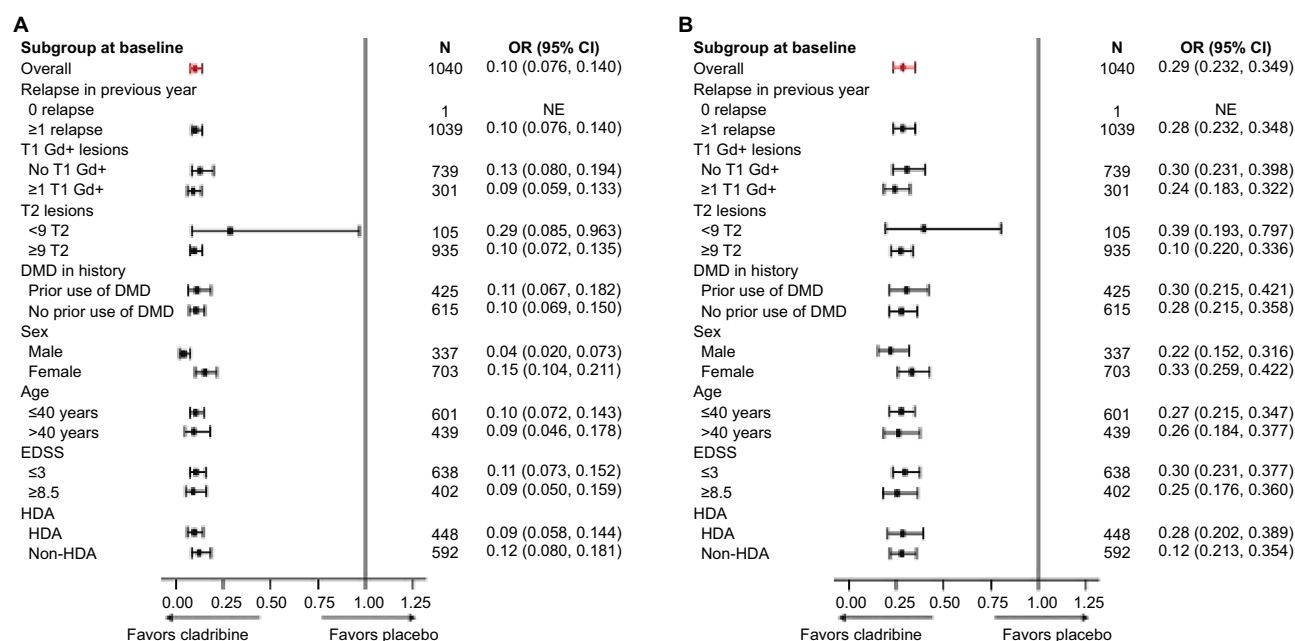 A
Subgroup at baseline N OR (95% CI)
Overall 1040 0.10 (0.076, 0.140)
Relapse in previous year
0 relapse 1 NE
≥1 relapse 1039 0.10 (0.076, 0.140)
T1 Gd+ lesions
No T1 Gd+ 739 0.13 (0.080, 0.194)
≥1 T1 Gd+ 301 0.09 (0.059, 0.133)
T2 lesions
<9 T2 105 0.29 (0.085, 0.963)
≥9 T2 935 0.10 (0.072, 0.135)
DMD in history
Prior use of DMD 425 0.11 (0.067, 0.182)
No prior use of DMD 615 0.10 (0.069, 0.150)
Sex
Male 337 0.04 (0.020, 0.073)
Female 703 0.15 (0.104, 0.211)
Age
≤40 years 601 0.10 (0.072, 0.143)
>40 years 439 0.09 (0.046, 0.178)
EDSS
≤3 638 0.11 (0.073, 0.152)
≥8.5 402 0.09 (0.050, 0.159)
HDA
HDA 448 0.09 (0.058, 0.144)
Non-HDA 592 0.12 (0.080, 0.181)
0.00 0.25 0.50 0.75 1.00 1.25
Favors cladribine Favors placebo
B
Subgroup at baseline N OR (95% CI)
Overall 1040 0.29 (0.232, 0.349)
Relapse in previous year
0 relapse 1 NE
≥1 relapse 1039 0.28 (0.232, 0.348)
T1 Gd+ lesions
No T1 Gd+ 739 0.30 (0.231, 0.398)
≥1 T1 Gd+ 301 0.24 (0.183, 0.322)
T2 lesions
<9 T2 105 0.39 (0.193, 0.797)
≥9 T2 935 0.10 (0.220, 0.336)
DMD in history
Prior use of DMD 425 0.30 (0.215, 0.421)
No prior use of DMD 615 0.28 (0.215, 0.358)
Sex
Male 337 0.22 (0.152, 0.316)
Female 703 0.33 (0.259, 0.422)
Age
≤40 years 601 0.27 (0.215, 0.347)
>40 years 439 0.26 (0.184, 0.377)
EDSS
≤3 638 0.30 (0.231, 0.377)
≥8.5 402 0.25 (0.176, 0.360)
HDA
HDA 448 0.28 (0.202, 0.389)
Non-HDA 592 0.12 (0.213, 0.354)
0.00 0.25 0.50 0.75 1.00 1.25
Favors cladribine Favors placebo